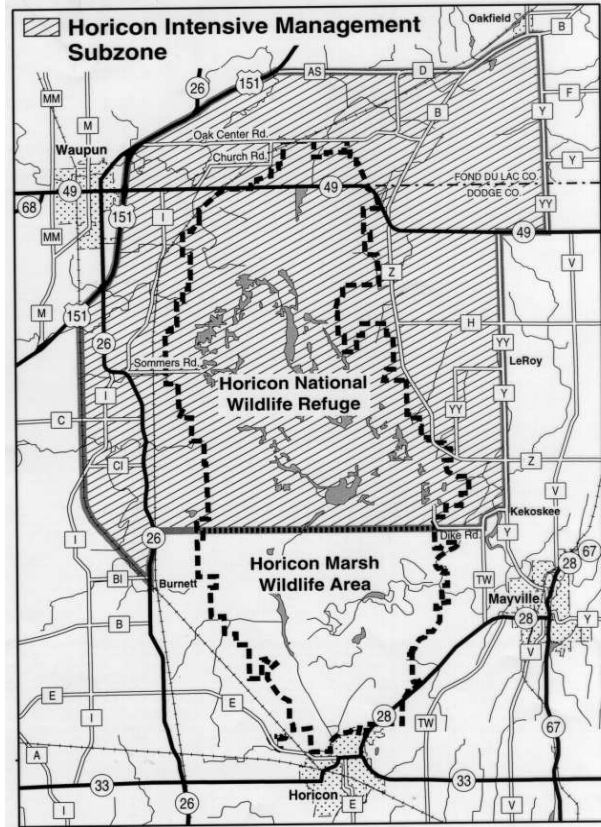 Horicon Intensive Management
Subzone
Oakfield
B
151
26
AS
D
MM
M
B
Y
F
Oak Center Rd.
Church Rd.
Waupun
Y
49
49
FOND DU LAC CO.
DODGE CO.
68
151
I
YY
MM
49
Z
V
M
151
H
26
YY
Sommers Rd.
LeRoy
I
Horicon National
Wildlife Refuge
Y
C
YY
CI
Z
V
Kekoskee
I
26
Dike Rd.
Y
67
Horicon Marsh
Wildlife Area
28
BI
Burnett
TW
Mayville
B
28
Y
V
E
E
28
I
TW
67
A
33
33
Horicon
I
26
E
V